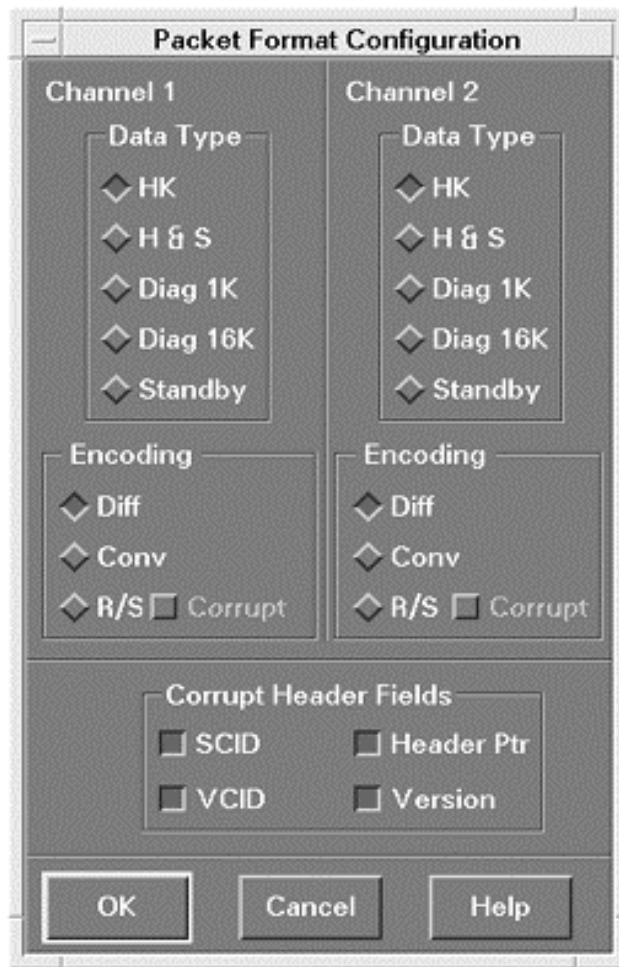 Packet Format Configuration
Channel 1
Data Type
HK
H & S
Diag 1K
Diag 16K
Standby
Encoding
Diff
Conv
R/S Corrupt
Channel 2
Data Type
HK
H & S
Diag 1K
Diag 16K
Standby
Encoding
Diff
Conv
R/S Corrupt
Corrupt Header Fields
SCID Header Ptr
VCID Version
OK Cancel Help